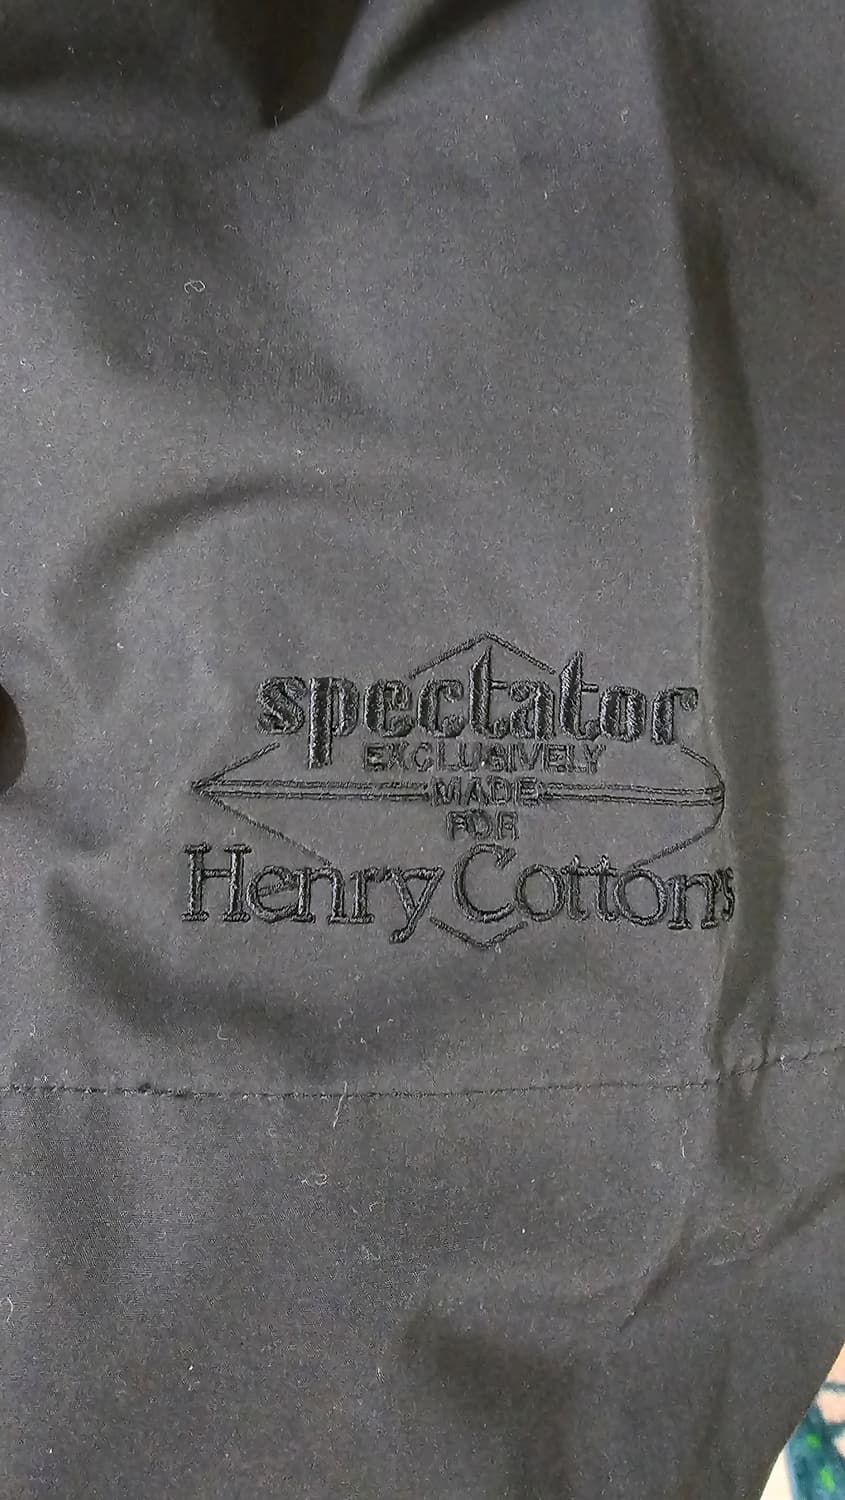 spectator
EXCLUSIVELY
MADE
FOR
Henry Cotton's